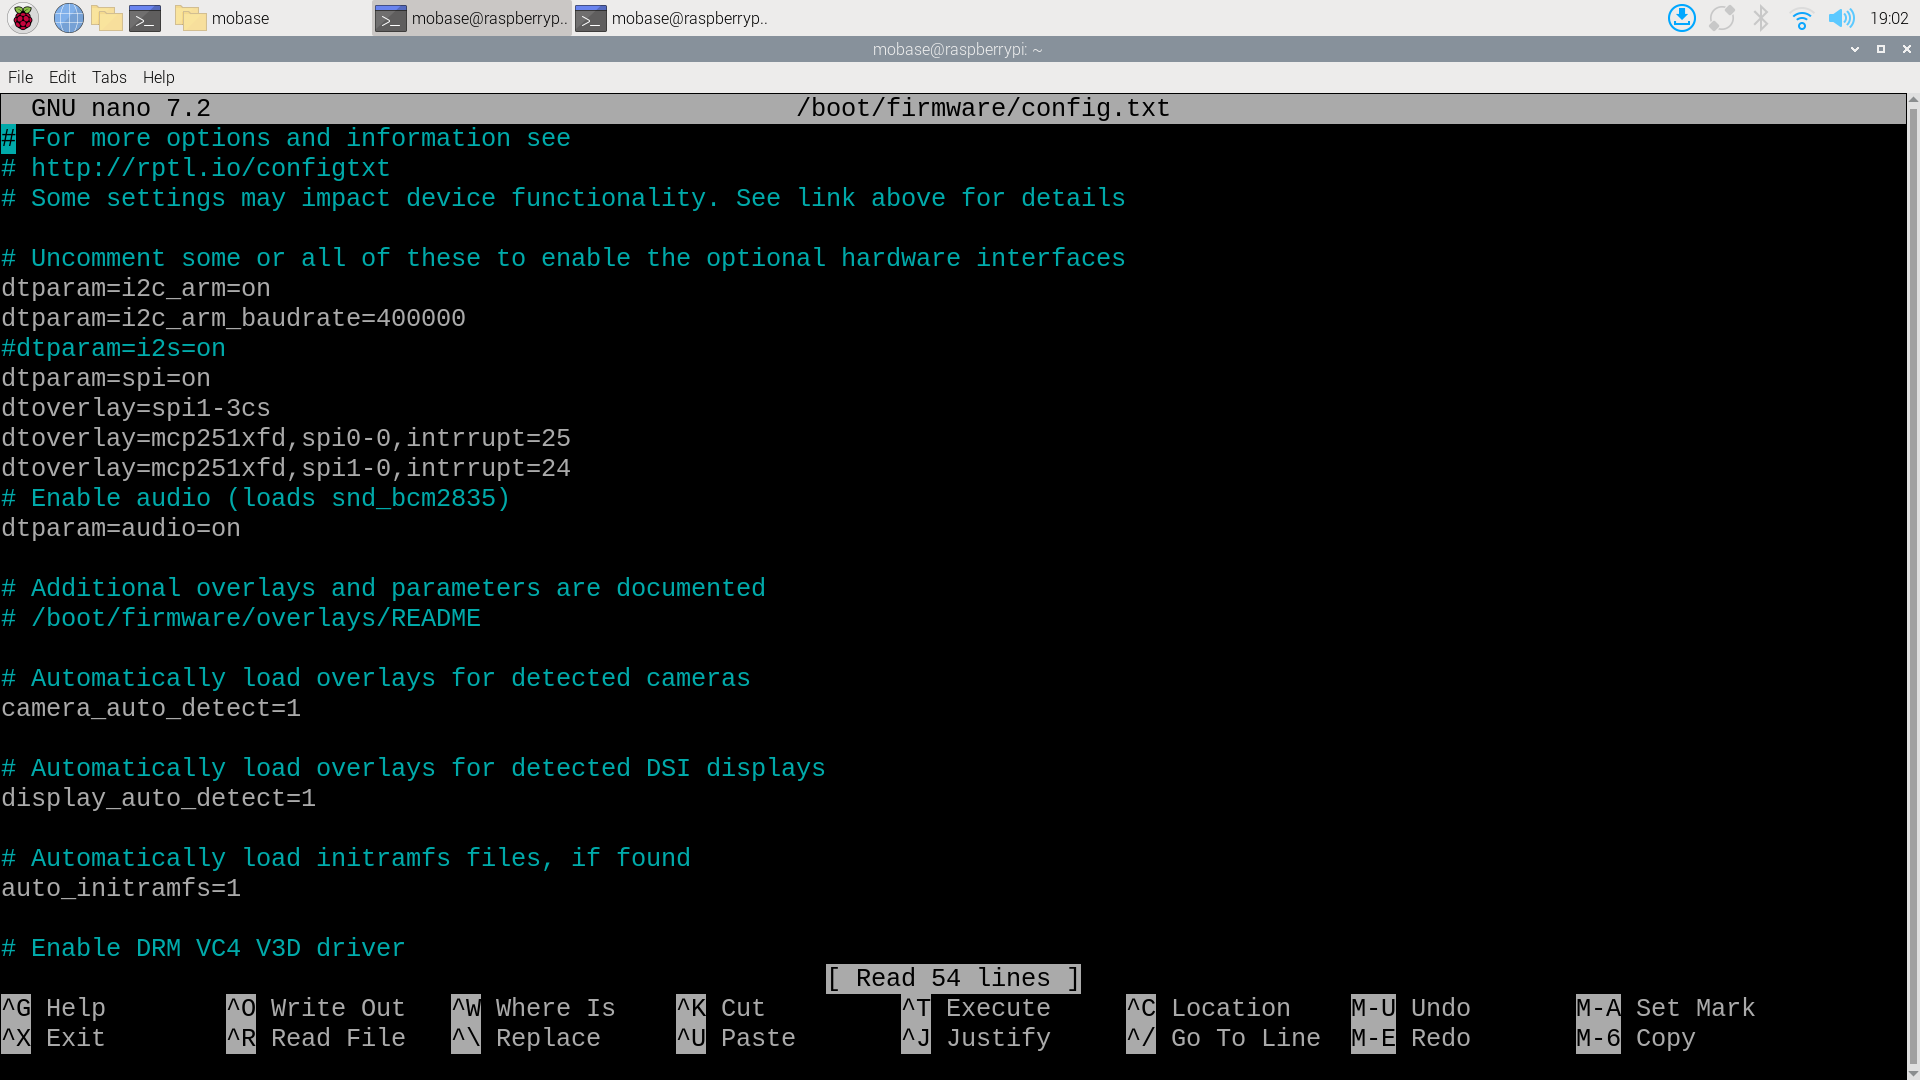 mobase
mobase@raspberryp..
mobase@raspberryp..
19:02
mobase@raspberrypi: ~
File Edit Tabs Help
GNU nano 7.2 /boot/firmware/config.txt
# For more options and information see
# http://rptl.io/configtxt
# Some settings may impact device functionality. See link above for details
# Uncomment some or all of these to enable the optional hardware interfaces
dtparam=i2c_arm=on
dtparam=i2c_arm_baudrate=400000
#dtparam=i2s=on
dtparam=spi=on
dtoverlay=spi1-3cs
dtoverlay=mcp251xfd,spi0-0,intrrupt=25
dtoverlay=mcp251xfd,spi1-0,intrrupt=24
# Enable audio (loads snd_bcm2835)
dtparam=audio=on
# Additional overlays and parameters are documented
# /boot/firmware/overlays/README
# Automatically load overlays for detected cameras
camera_auto_detect=1
# Automatically load overlays for detected DSI displays
display_auto_detect=1
# Automatically load initramfs files, if found
auto_initramfs=1
# Enable DRM VC4 V3D driver
[ Read 54 lines ]
^G Help ^O Write Out ^W Where Is ^K Cut ^T Execute ^C Location M-U Undo M-A Set Mark
^X Exit ^R Read File ^\ Replace ^U Paste ^J Justify ^/ Go To Line M-E Redo M-6 Copy